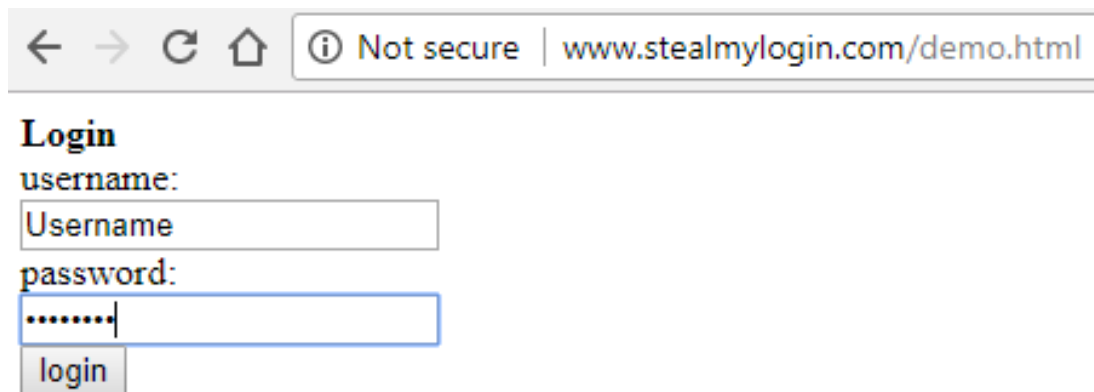 Not secure | www.stealmylogin.com/demo.html
Login
username:
Username
password:
••••••••
login